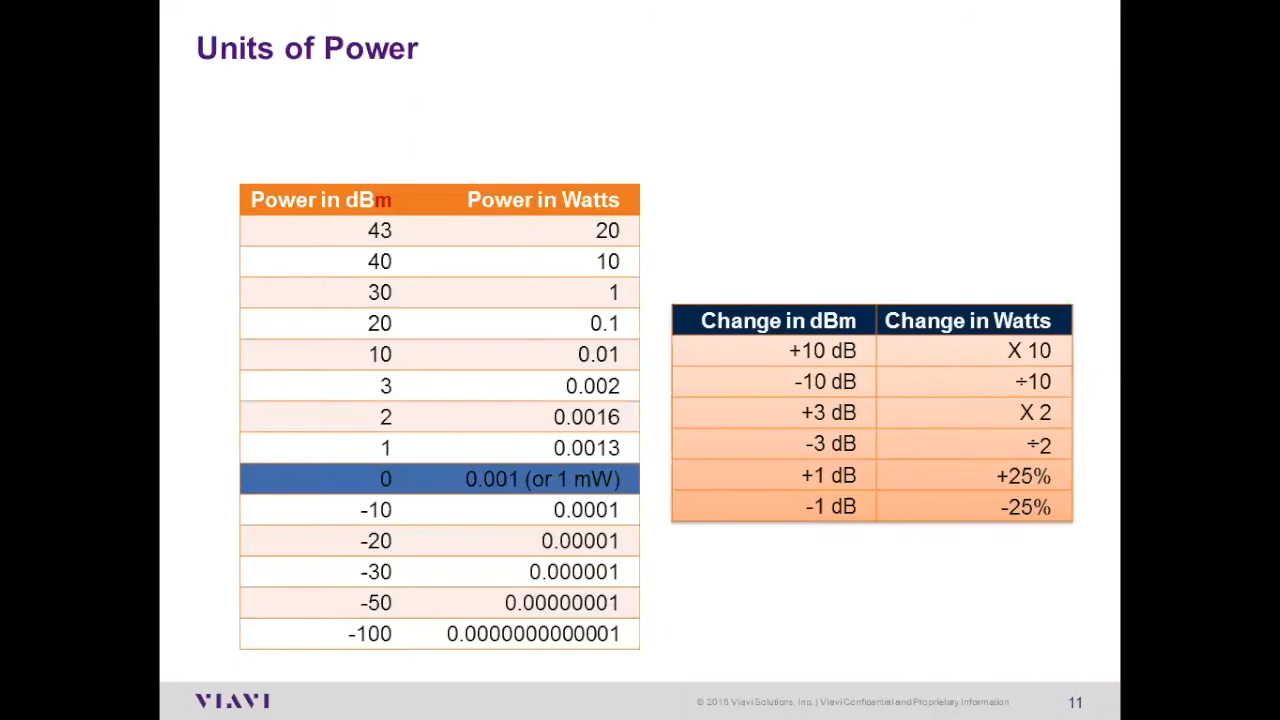 Units of Power
Power in dBm Power in Watts
43 20
40 10
30 1
20 0.1
10 0.01
3 0.002
2 0.0016
1 0.0013
0 0.001 (or 1 mW)
-10 0.0001
-20 0.00001
-30 0.000001
-50 0.00000001
-100 0.0000000000001
Change in dBm Change in Watts
+10 dB X 10
-10 dB ÷10
+3 dB X 2
-3 dB ÷2
+1 dB +25%
-1 dB -25%
VIAVI
© 2016 Viavi Solutions, Inc. | Viavi Confidential and Proprietary Information
11